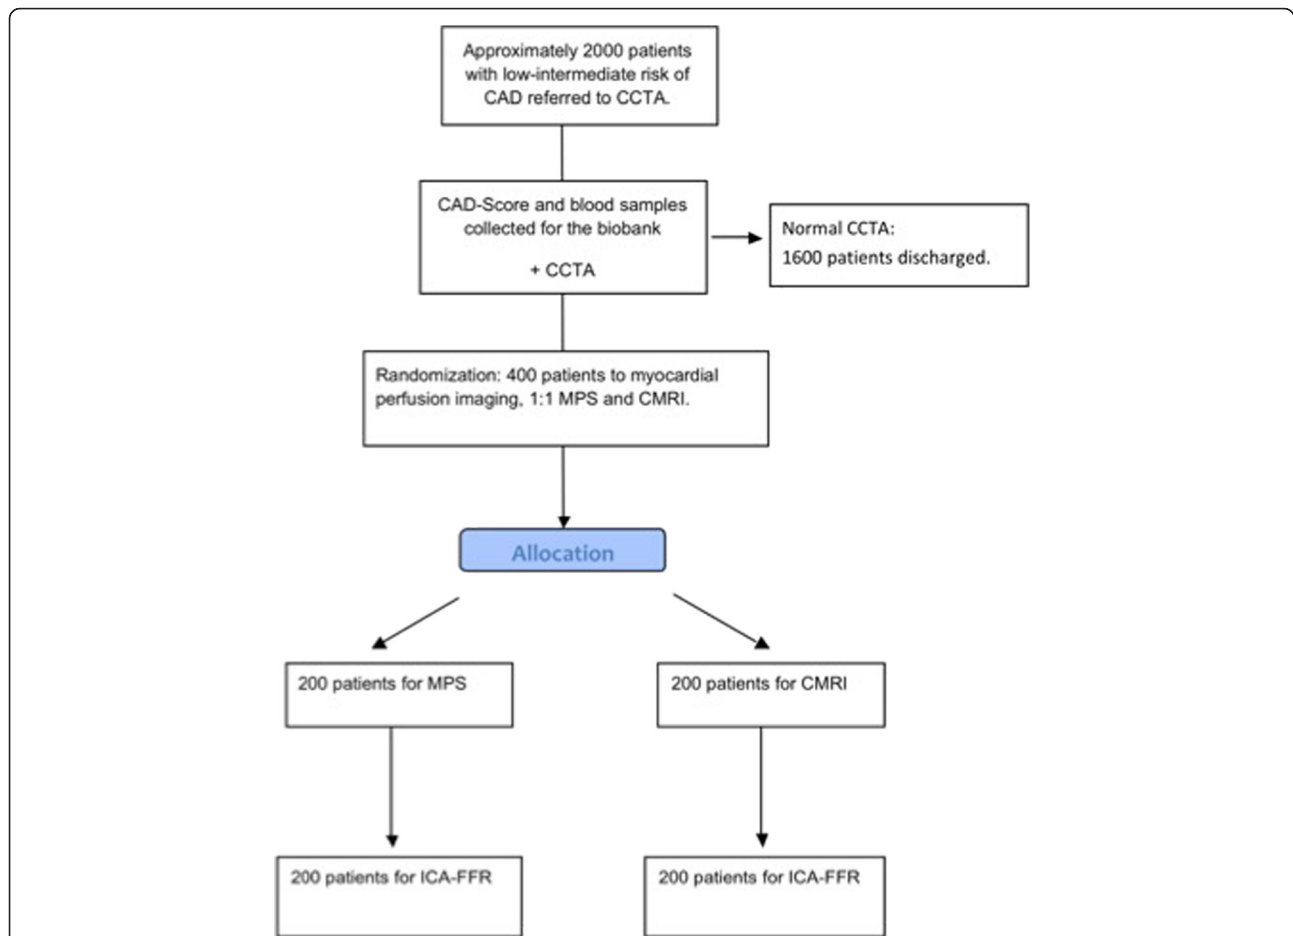 Approximately 2000 patients
with low-intermediate risk of
CAD referred to CCTA.
CAD-Score and blood samples
collected for the biobank
+ CCTA
Normal CCTA:
1600 patients discharged.
Randomization: 400 patients to myocardial
perfusion imaging, 1:1 MPS and CMRI.
Allocation
200 patients for MPS
200 patients for CMRI
200 patients for ICA-FFR
200 patients for ICA-FFR